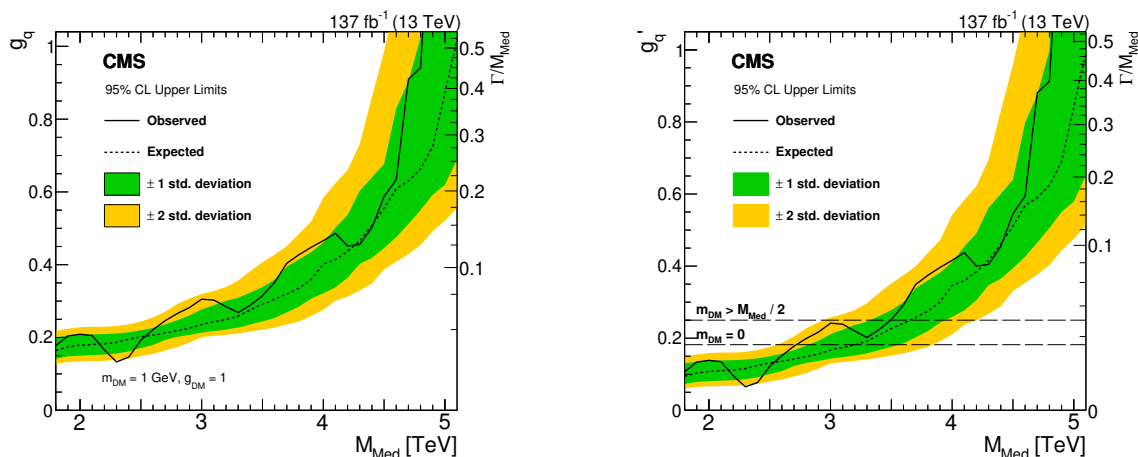 137 fb⁻¹ (13 TeV)
g_q
Γ/M_Med
CMS
95% CL Upper Limits
Observed
Expected
± 1 std. deviation
± 2 std. deviation
m_DM = 1 GeV, g_DM = 1
1
0.8
0.6
0.4
0.2
0
0.5
0.4
0.3
0.2
0.1
2 3 4 5
M_Med [TeV]
137 fb⁻¹ (13 TeV)
g_q'
Γ/M_Med
CMS
95% CL Upper Limits
Observed
Expected
± 1 std. deviation
± 2 std. deviation
m_DM > M_Med / 2
m_DM = 0
1
0.8
0.6
0.4
0.2
0
0.5
0.4
0.3
0.2
0.1
0
2 3 4 5
M_Med [TeV]